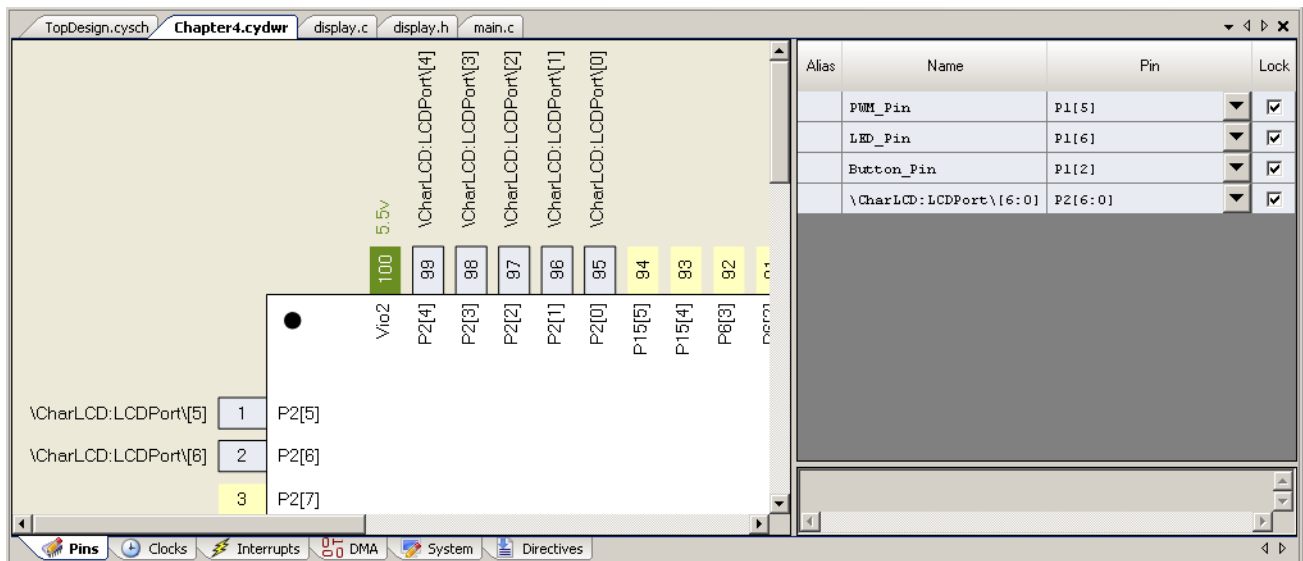 TopDesign.cysch Chapter4.cydwr display.c display.h main.c
\CharLCD:LCDPort\[4]
\CharLCD:LCDPort\[3]
\CharLCD:LCDPort\[2]
\CharLCD:LCDPort\[1]
\CharLCD:LCDPort\[0]
5.5v
100 99 98 97 96 95 94 93 92
Vio2 P2[4] P2[3] P2[2] P2[1] P2[0] P15[5] P15[4] P6[3]
\CharLCD:LCDPort\[5] 1 P2[5]
\CharLCD:LCDPort\[6] 2 P2[6]
3 P2[7]
Alias Name Pin Lock
PWM_Pin P1[5]
LED_Pin P1[6]
Button_Pin P1[2]
\CharLCD:LCDPort\[6:0] P2[6:0]
Pins Clocks Interrupts DMA System Directives